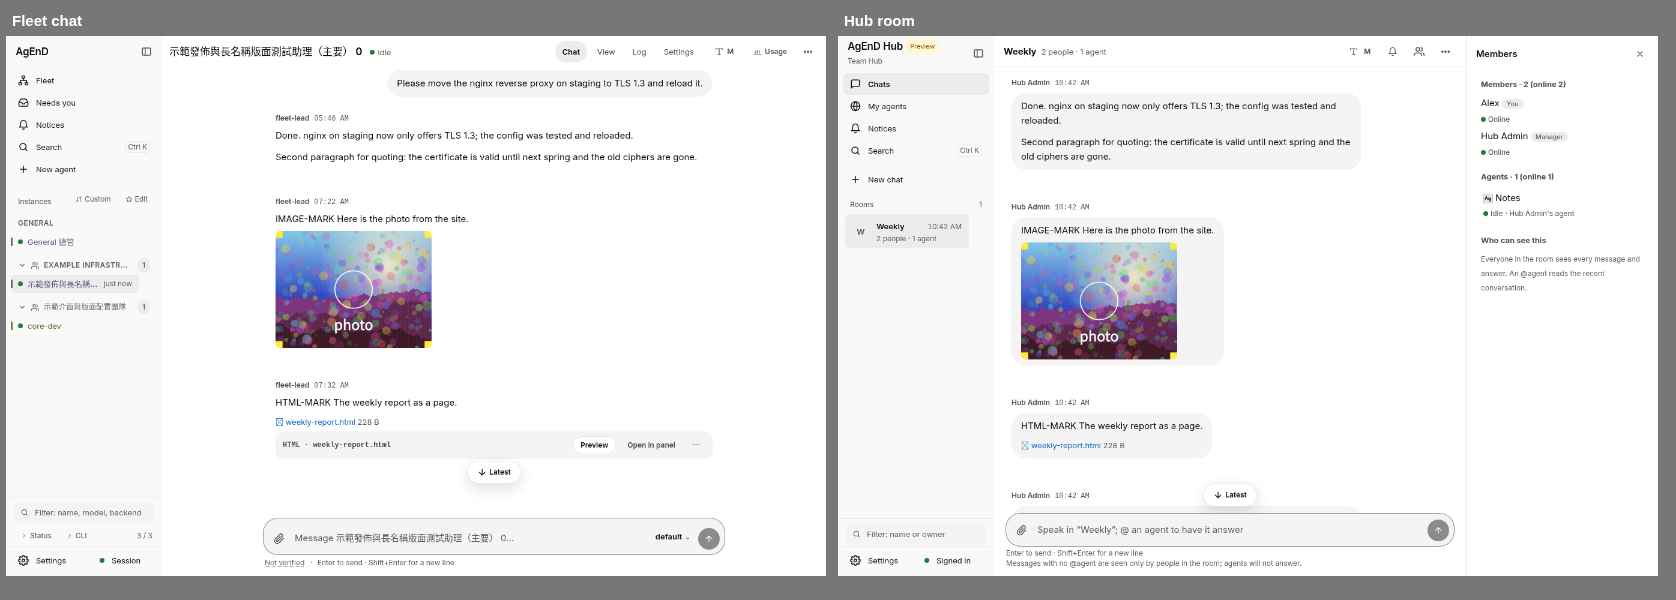 Fleet chat
AgEnD
Fleet
Needs you
Notices
Search
Ctrl K
New agent
Instances
Custom
Edit
GENERAL
General 總管
EXAMPLE INFRASTR...
1
示範發佈與長名稱...
just now
示範介面與版面配置團隊
1
core-dev
Filter: name, model, backend
Status
CLI
3 / 3
Settings
Session
示範發佈與長名稱版面測試助理（主要） 0
Idle
Chat
View
Log
Settings
M
Usage
Please move the nginx reverse proxy on staging to TLS 1.3 and reload it.
fleet-lead 05:46 AM
Done. nginx on staging now only offers TLS 1.3; the config was tested and reloaded.
Second paragraph for quoting: the certificate is valid until next spring and the old ciphers are gone.
fleet-lead 07:22 AM
IMAGE-MARK Here is the photo from the site.
photo
fleet-lead 07:32 AM
HTML-MARK The weekly report as a page.
weekly-report.html 228 B
HTML · weekly-report.html
Preview
Open in panel
Latest
Message 示範發佈與長名稱版面測試助理（主要） 0...
default
Not verified · Enter to send · Shift+Enter for a new line
Hub room
AgEnD Hub
Preview
Team Hub
Chats
My agents
Notices
Search
Ctrl K
New chat
Rooms
1
W
Weekly
10:42 AM
2 people · 1 agent
Filter: name or owner
Settings
Signed in
Weekly
2 people · 1 agent
M
Hub Admin 10:42 AM
Done. nginx on staging now only offers TLS 1.3; the config was tested and
reloaded.
Second paragraph for quoting: the certificate is valid until next spring and the
old ciphers are gone.
Hub Admin 10:42 AM
IMAGE-MARK Here is the photo from the site.
photo
Hub Admin 10:42 AM
HTML-MARK The weekly report as a page.
weekly-report.html 228 B
Hub Admin 10:42 AM
Latest
Speak in “Weekly”; @ an agent to have it answer
Enter to send · Shift+Enter for a new line
Messages with no @agent are seen only by people in the room; agents will not answer.
Members
Members · 2 (online 2)
Alex
You
Online
Hub Admin
Manager
Online
Agents · 1 (online 1)
Ag
Notes
Idle · Hub Admin's agent
Who can see this
Everyone in the room sees every message and
answer. An @agent reads the recent
conversation.